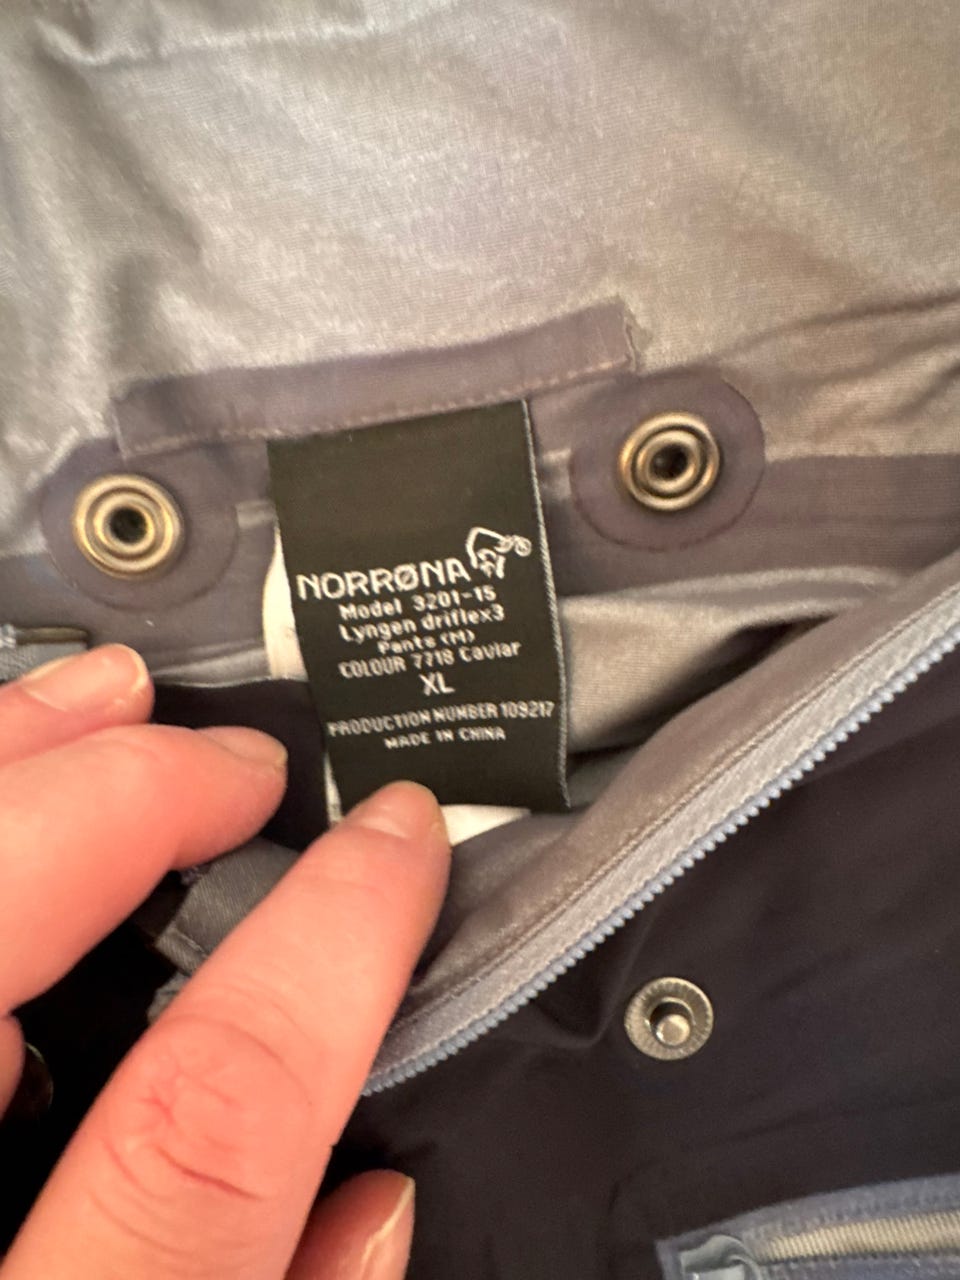 NORRØNA®
Model 3201-15
Lyngen driflex3
Pants (M)
COLOUR 7718 Caviar
XL
PRODUCTION NUMBER 109217
MADE IN CHINA